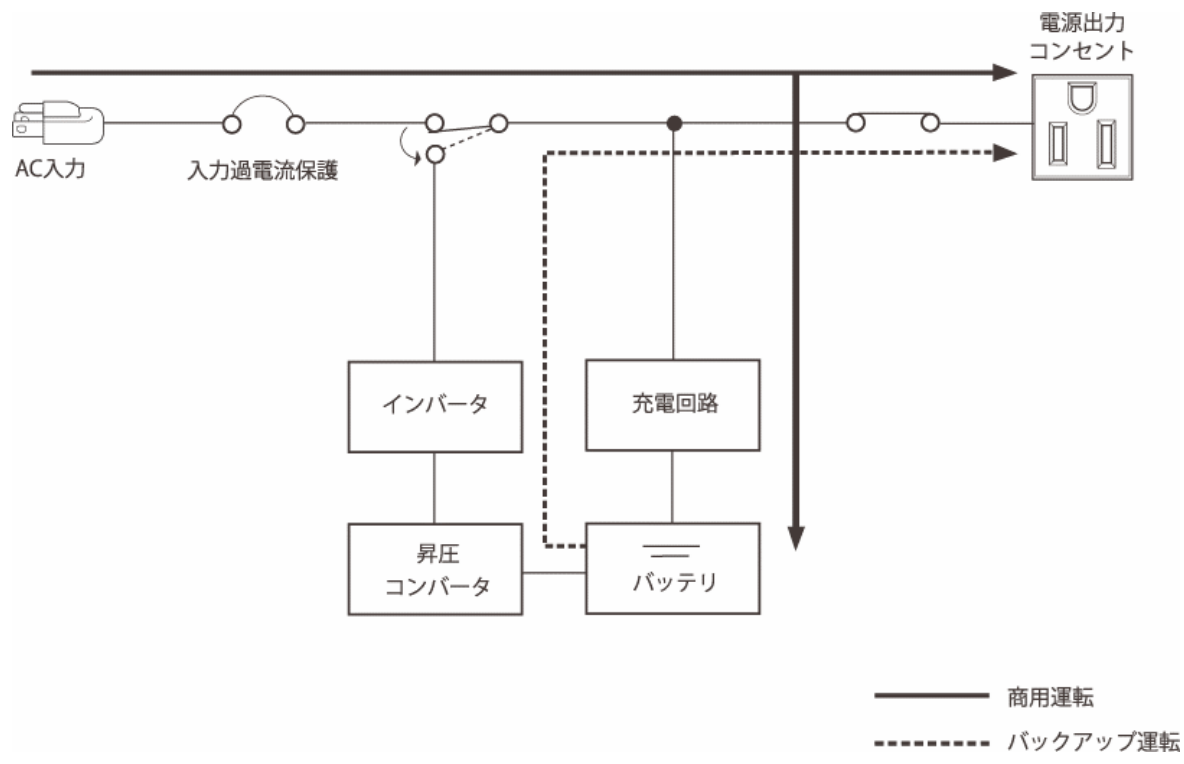 電源出力
コンセント
AC入力
入力過電流保護
インバータ
充電回路
昇圧
コンバータ
バッテリ
商用運転
バックアップ運転